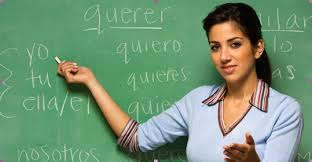 querer
yo quiero
tu quieres
ella/el quie
nosotros